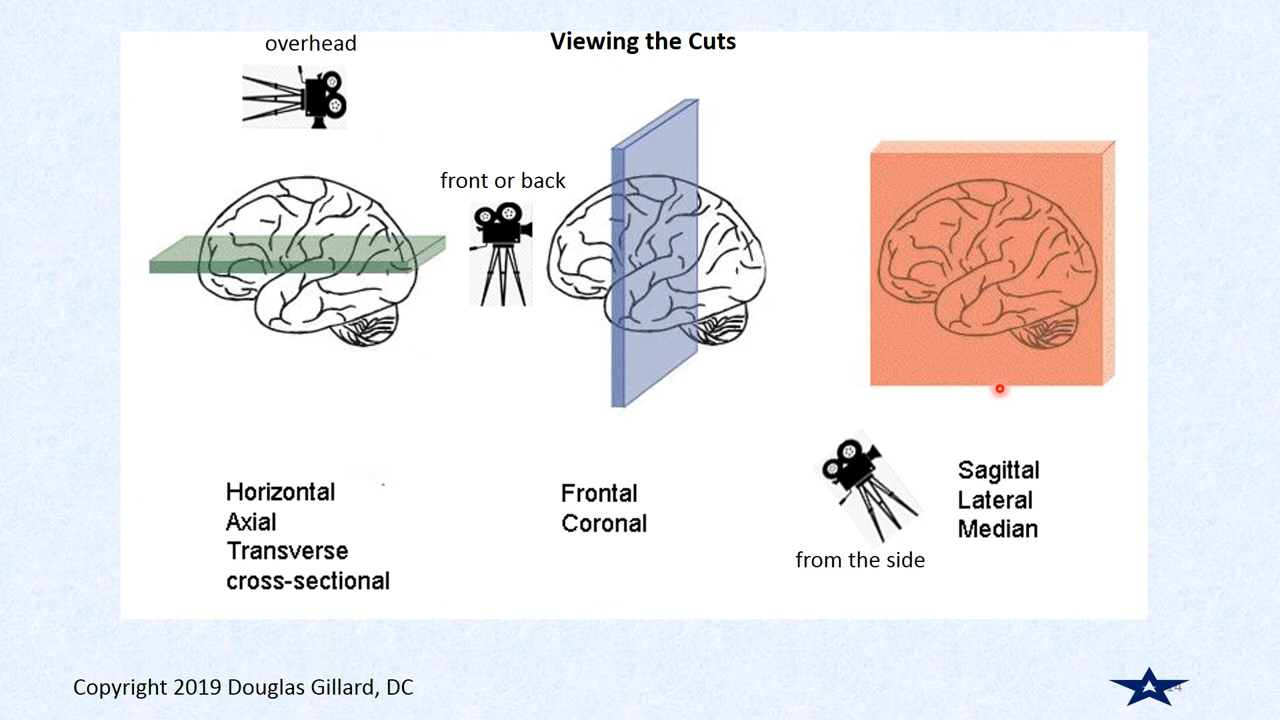 Viewing the Cuts
overhead
front or back
Horizontal
Axial
Transverse
cross-sectional
Frontal
Coronal
from the side
Sagittal
Lateral
Median
Copyright 2019 Douglas Gillard, DC